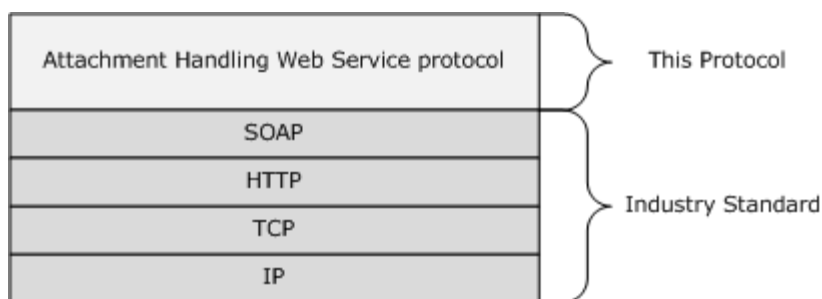 Attachment Handling Web Service protocol
This Protocol
SOAP
HTTP
TCP
IP
Industry Standard